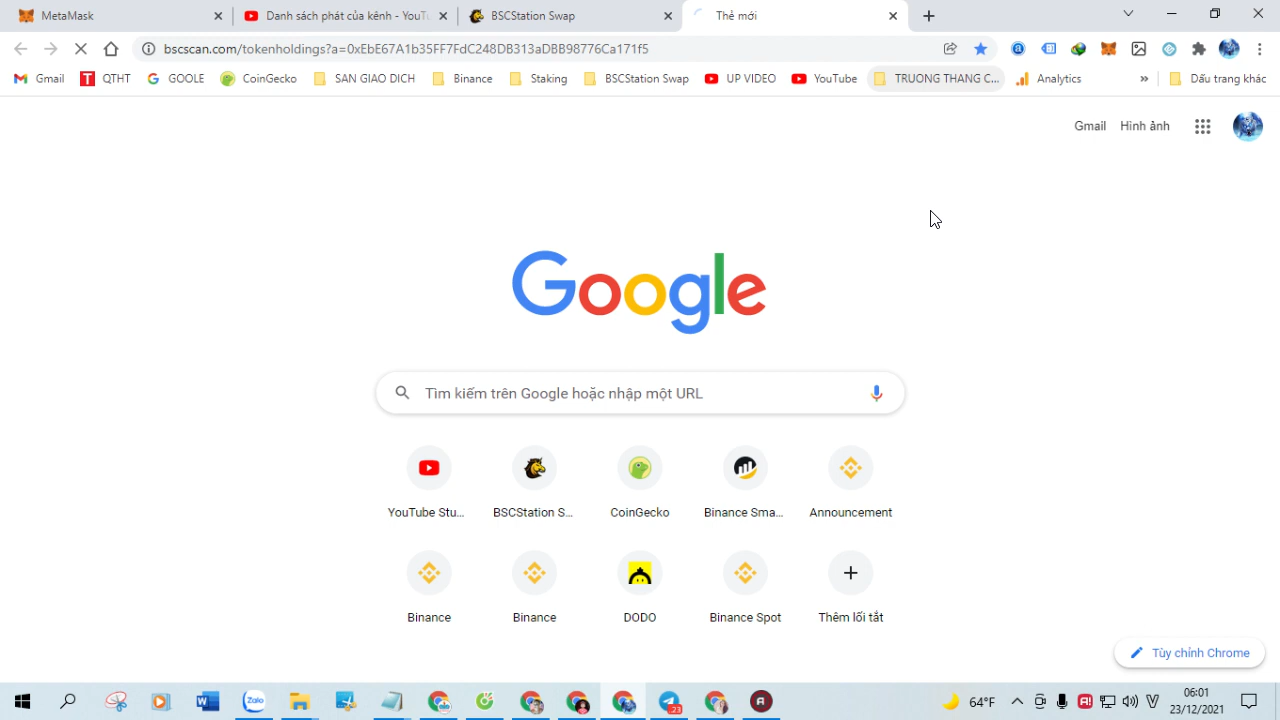 MetaMask
Danh sách phát của kênh - YouTu
BSCStation Swap
Thẻ mới
bscscan.com/tokenholdings?a=0xEbE67A1b35FF7FdC248DB313aDBB98776Ca171f5
Gmail
QTHT
GOOLE
CoinGecko
SAN GIAO DICH
Binance
Staking
BSCStation Swap
UP VIDEO
YouTube
TRUONG THANG C...
Analytics
»
Dấu trang khác
Gmail
Hình ảnh
Google
Tìm kiếm trên Google hoặc nhập một URL
YouTube Stu...
BSCStation S...
CoinGecko
Binance Sma...
Announcement
Binance
Binance
DODO
Binance Spot
Thêm lối tắt
Tùy chỉnh Chrome
Zalo
23
64°F
06:01
23/12/2021